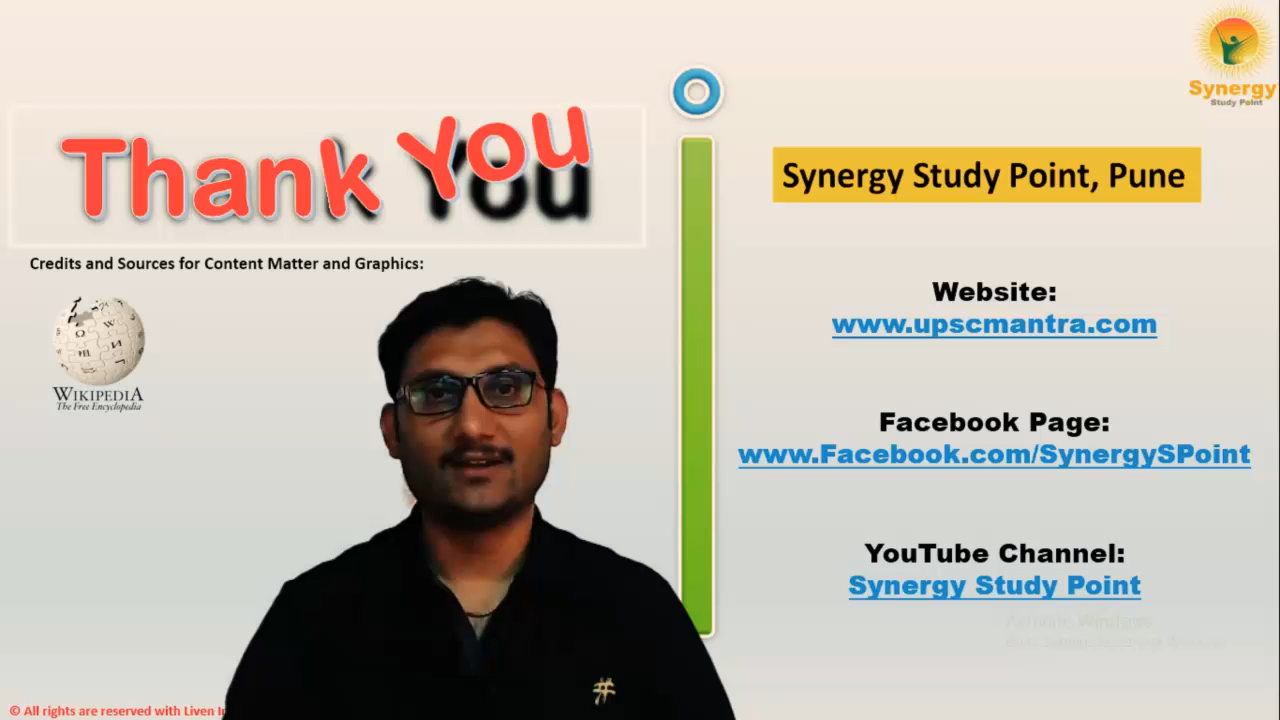 Synergy
Study Point
Thank You
Credits and Sources for Content Matter and Graphics:
WIKIPEDIA
The Free Encyclopedia
Synergy Study Point, Pune
Website:
www.upscmantra.com
Facebook Page:
www.Facebook.com/SynergySPoint
YouTube Channel:
Synergy Study Point
Activate Windows
#
© All rights are reserved with Liven